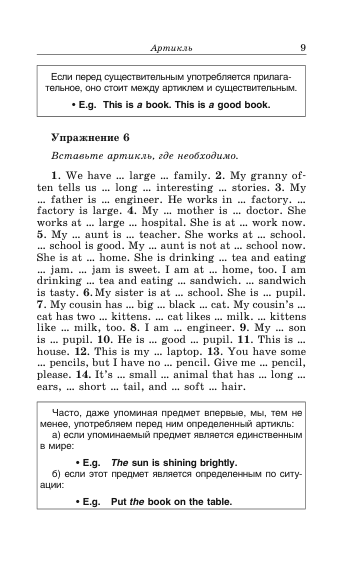 Артикль 9
Если перед существительным употребляется прилага-
тельное, оно стоит между артиклем и существительным.
• E.g. This is a book. This is a good book.
Упражнение 6
Вставьте артикль, где необходимо.
1. We have ... large ... family. 2. My granny of-
ten tells us ... long ... interesting ... stories. 3. My
... father is ... engineer. He works in ... factory. ...
factory is large. 4. My ... mother is ... doctor. She
works at ... large ... hospital. She is at ... work now.
5. My ... aunt is ... teacher. She works at ... school.
... school is good. My ... aunt is not at ... school now.
She is at ... home. She is drinking ... tea and eating
... jam. ... jam is sweet. I am at ... home, too. I am
drinking ... tea and eating ... sandwich. ... sandwich
is tasty. 6. My sister is at ... school. She is ... pupil.
7. My cousin has ... big ... black ... cat. My cousin's ...
cat has two ... kittens. ... cat likes ... milk. ... kittens
like ... milk, too. 8. I am ... engineer. 9. My ... son
is ... pupil. 10. He is ... good ... pupil. 11. This is ...
house. 12. This is my ... laptop. 13. You have some
... pencils, but I have no ... pencil. Give me ... pencil,
please. 14. It's ... small ... animal that has ... long ...
ears, ... short ... tail, and ... soft ... hair.
Часто, даже упоминая предмет впервые, мы, тем не
менее, употребляем перед ним определенный артикль:
а) если упоминаемый предмет является единственным
в мире:
• E.g. The sun is shining brightly.
б) если этот предмет является определенным по ситу-
ации:
• E.g. Put the book on the table.